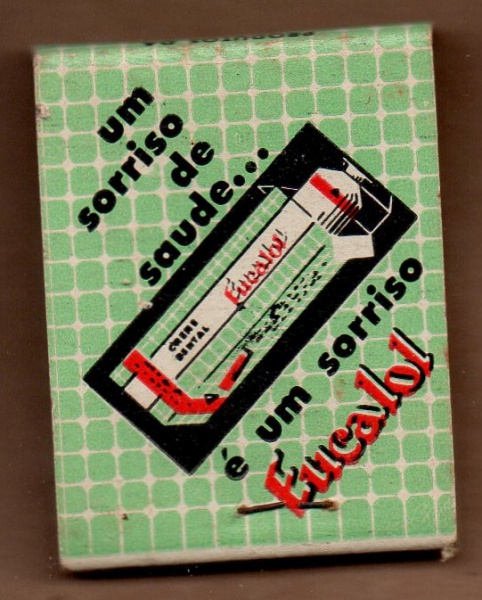 um
sorriso
de
saude...
CREME
DENTAL
Eucalol
é um sorriso
Eucalol